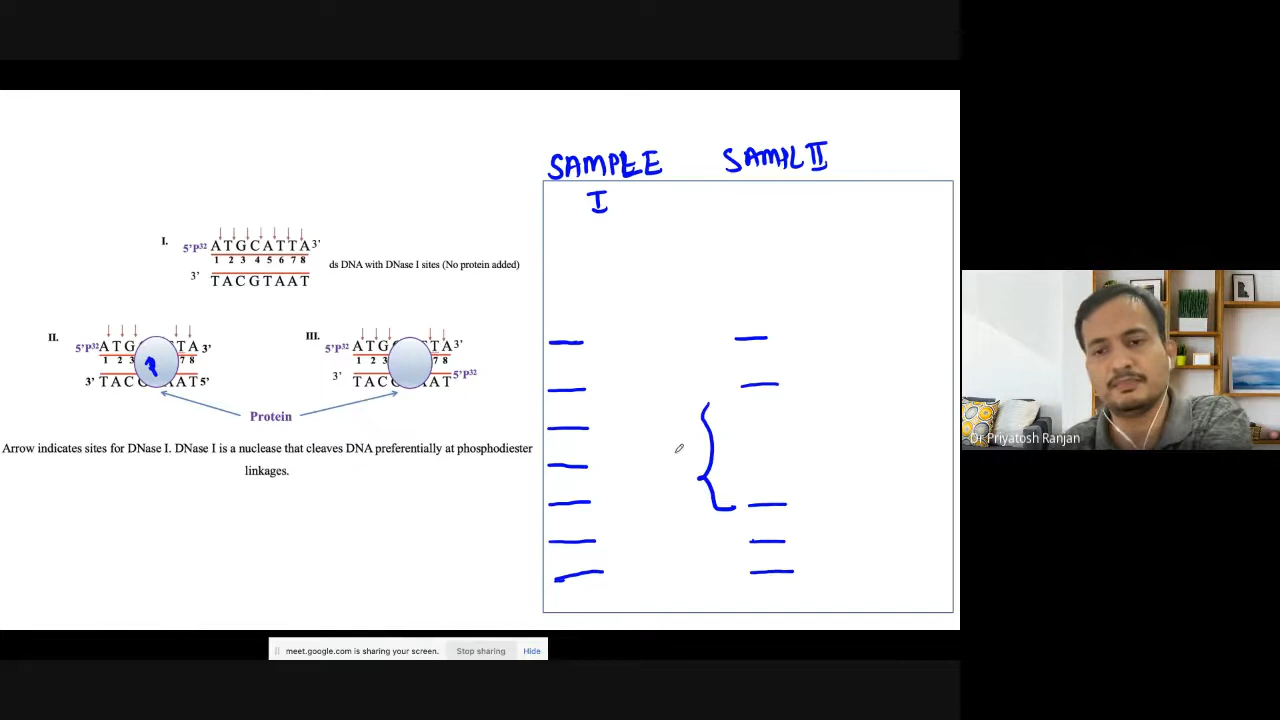 SAMPLE SAMPL II
I
I. 5'P32 A T G C A T T A 3'
1 2 3 4 5 6 7 8
3' T A C G T A A T
ds DNA with DNase I sites (No protein added)
II. 5'P32 A T G T A 3'
1 2 3 7 8
3' T A C G A A T 5'
III. 5'P32 A T G T A 3'
1 2 3 7 8
3' T A C A T 5'P32
Protein
Arrow indicates sites for DNase I. DNase I is a nuclease that cleaves DNA preferentially at phosphodiester
linkages.
Dr Priyatosh Ranjan
meet.google.com is sharing your screen. Stop sharing Hide